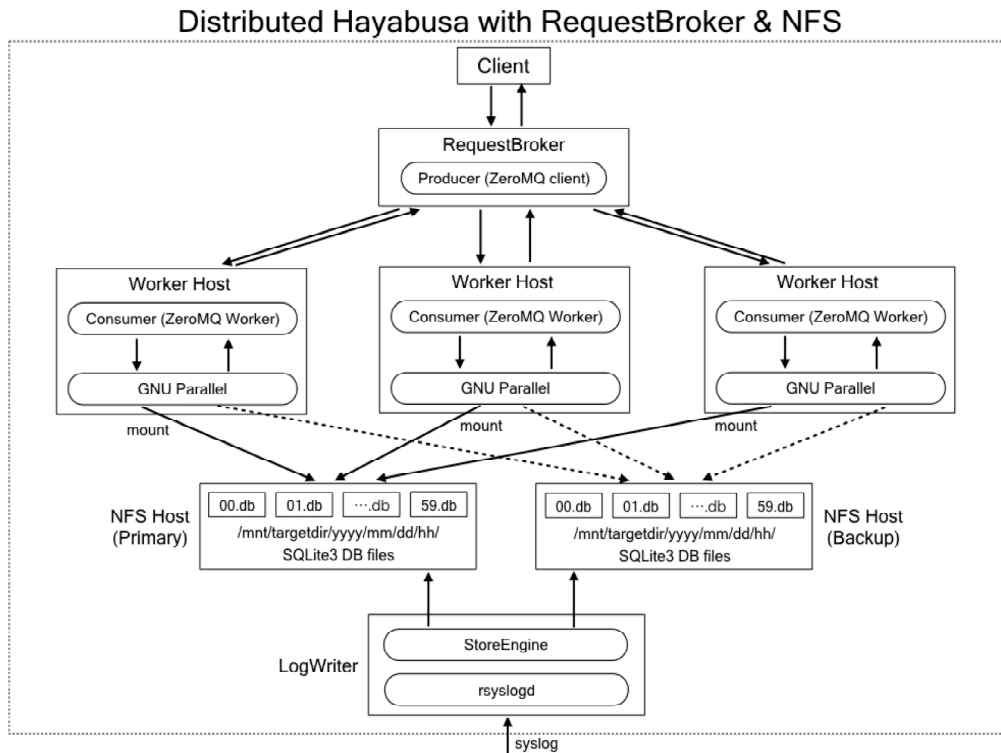 Distributed Hayabusa with RequestBroker & NFS
Client
RequestBroker
Producer (ZeroMQ client)
Worker Host
Consumer (ZeroMQ Worker)
GNU Parallel
Worker Host
Consumer (ZeroMQ Worker)
GNU Parallel
Worker Host
Consumer (ZeroMQ Worker)
GNU Parallel
mount
mount
mount
NFS Host
(Primary)
00.db 01.db ….db 59.db
/mnt/targetdir/yyyy/mm/dd/hh/
SQLite3 DB files
00.db 01.db ….db 59.db
/mnt/targetdir/yyyy/mm/dd/hh/
SQLite3 DB files
NFS Host
(Backup)
LogWriter
StoreEngine
rsyslogd
syslog